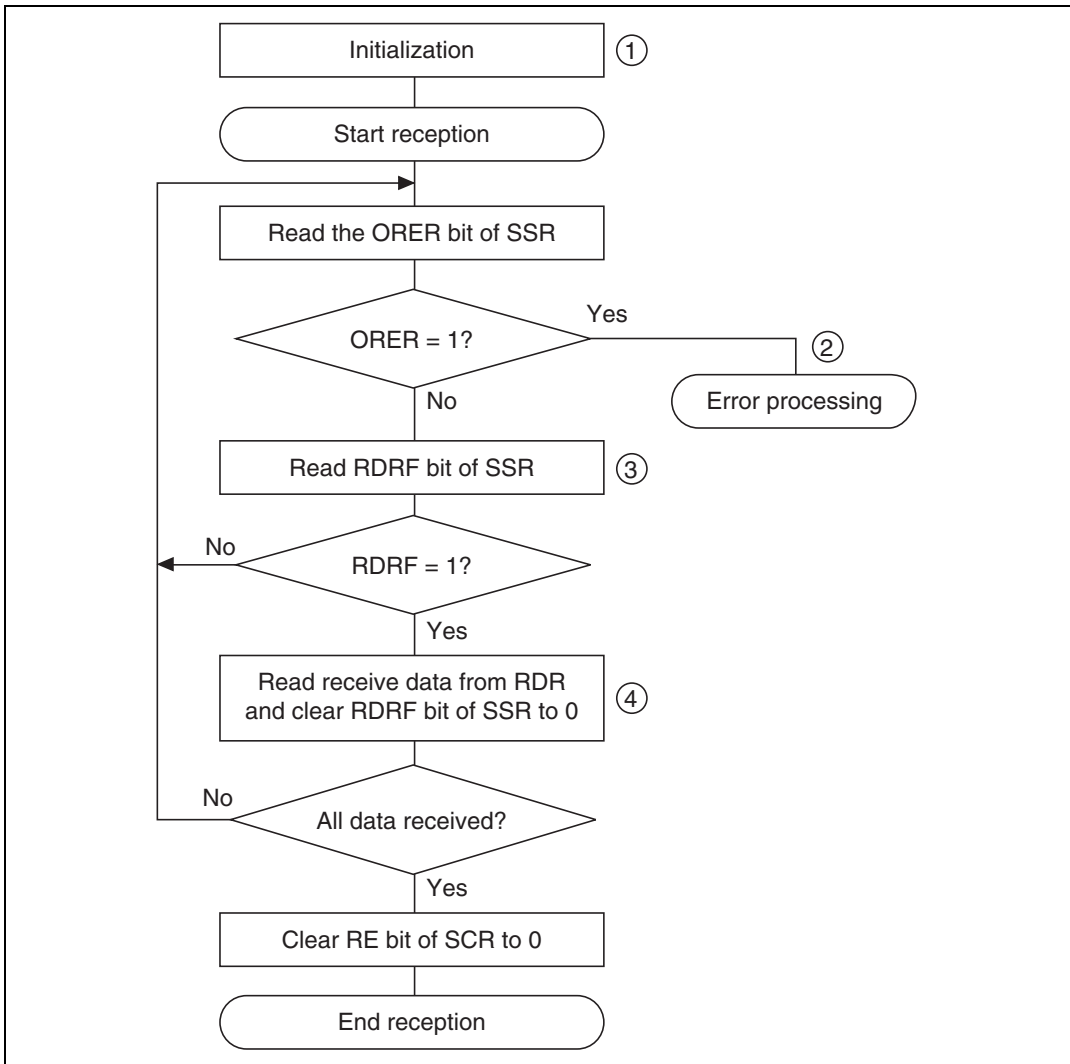 Initialization
①
Start reception
Read the ORER bit of SSR
ORER = 1?
Yes
②
Error processing
No
Read RDRF bit of SSR
③
No
RDRF = 1?
Yes
Read receive data from RDR
and clear RDRF bit of SSR to 0
④
No
All data received?
Yes
Clear RE bit of SCR to 0
End reception